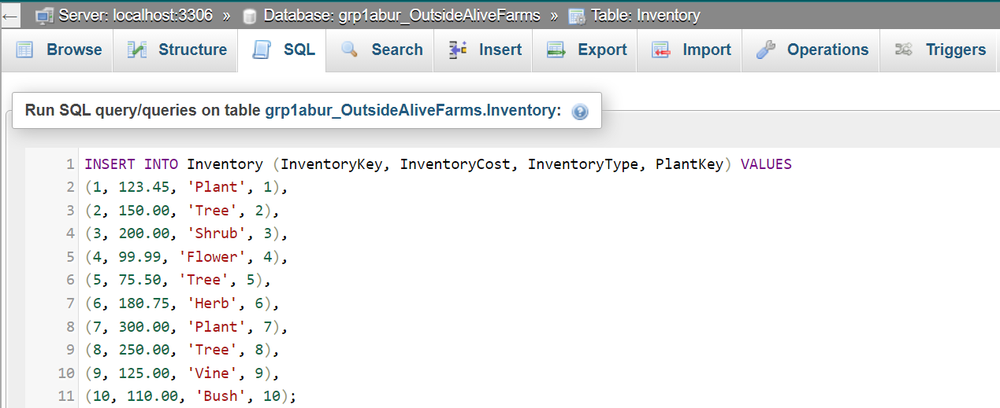 ← Server: localhost:3306 » Database: grp1abur_OutsideAliveFarms » Table: Inventory
Browse Structure SQL Search Insert Export Import Operations Triggers
Run SQL query/queries on table grp1abur_OutsideAliveFarms.Inventory:
1 INSERT INTO Inventory (InventoryKey, InventoryCost, InventoryType, PlantKey) VALUES
2 (1, 123.45, 'Plant', 1),
3 (2, 150.00, 'Tree', 2),
4 (3, 200.00, 'Shrub', 3),
5 (4, 99.99, 'Flower', 4),
6 (5, 75.50, 'Tree', 5),
7 (6, 180.75, 'Herb', 6),
8 (7, 300.00, 'Plant', 7),
9 (8, 250.00, 'Tree', 8),
10 (9, 125.00, 'Vine', 9),
11 (10, 110.00, 'Bush', 10);